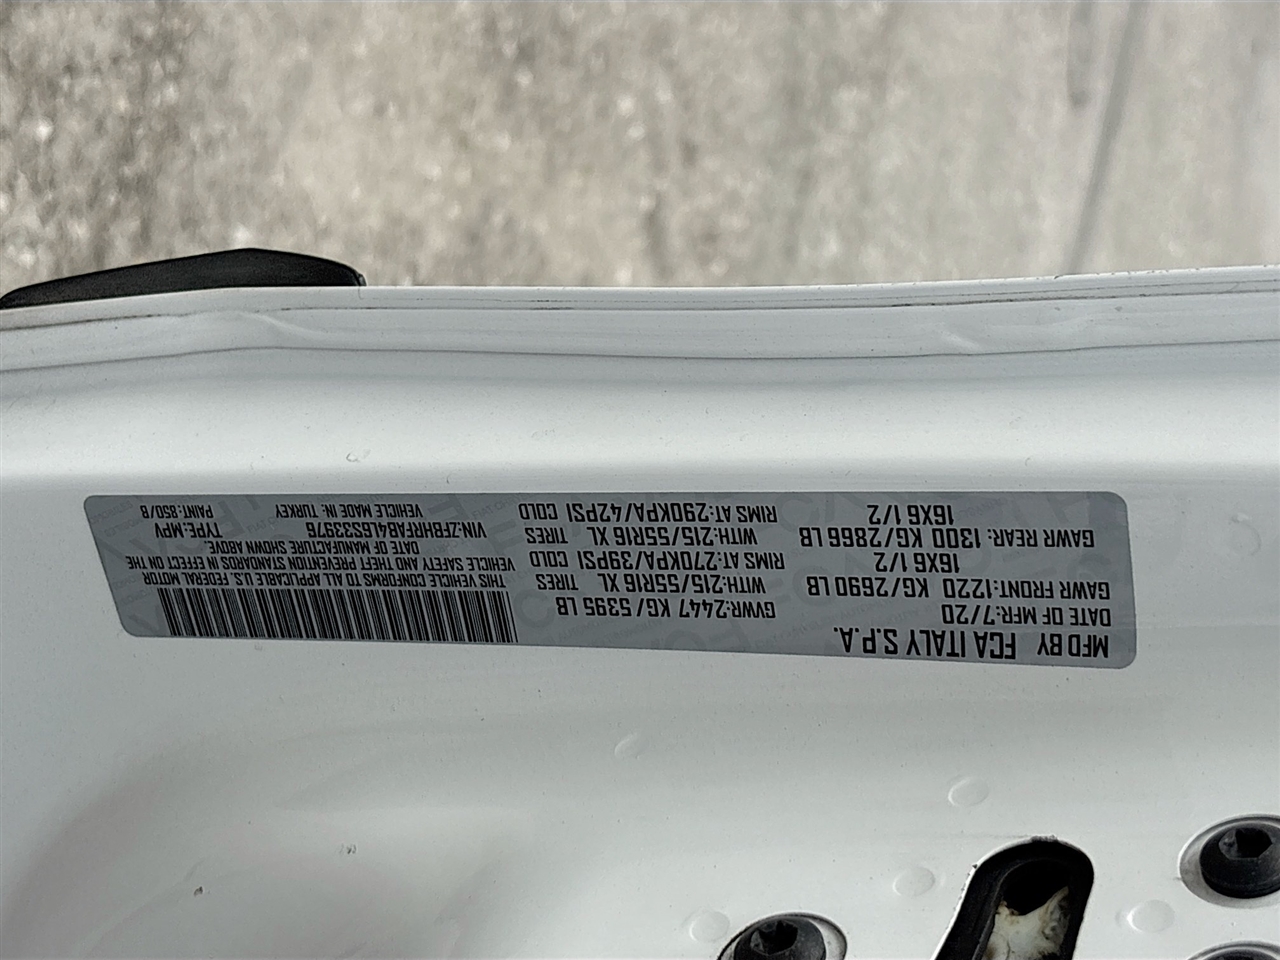 MFD BY FCA ITALY S.P.A.
DATE OF MFR:7/20 GVWR:2447 KG/5395 LB
GAWR FRONT:1220 KG/2690 LB WITH:215/55R16 XL TIRES
16X6 1/2 RIMS AT:270KPA/39PSI COLD
GAWR REAR: 1300 KG/2866 LB WITH:215/55R16 XL TIRES
16X6 1/2 RIMS AT:290KPA/42PSI COLD
THIS VEHICLE CONFORMS TO ALL APPLICABLE U.S. FEDERAL MOTOR
VEHICLE SAFETY AND THEFT PREVENTION STANDARDS IN EFFECT ON THE
DATE OF MANUFACTURE SHOWN ABOVE.
VIN:ZFBHRFAB4L6S33976 TYPE:MPV
VEHICLE MADE IN: TURKEY PAINT:850/B